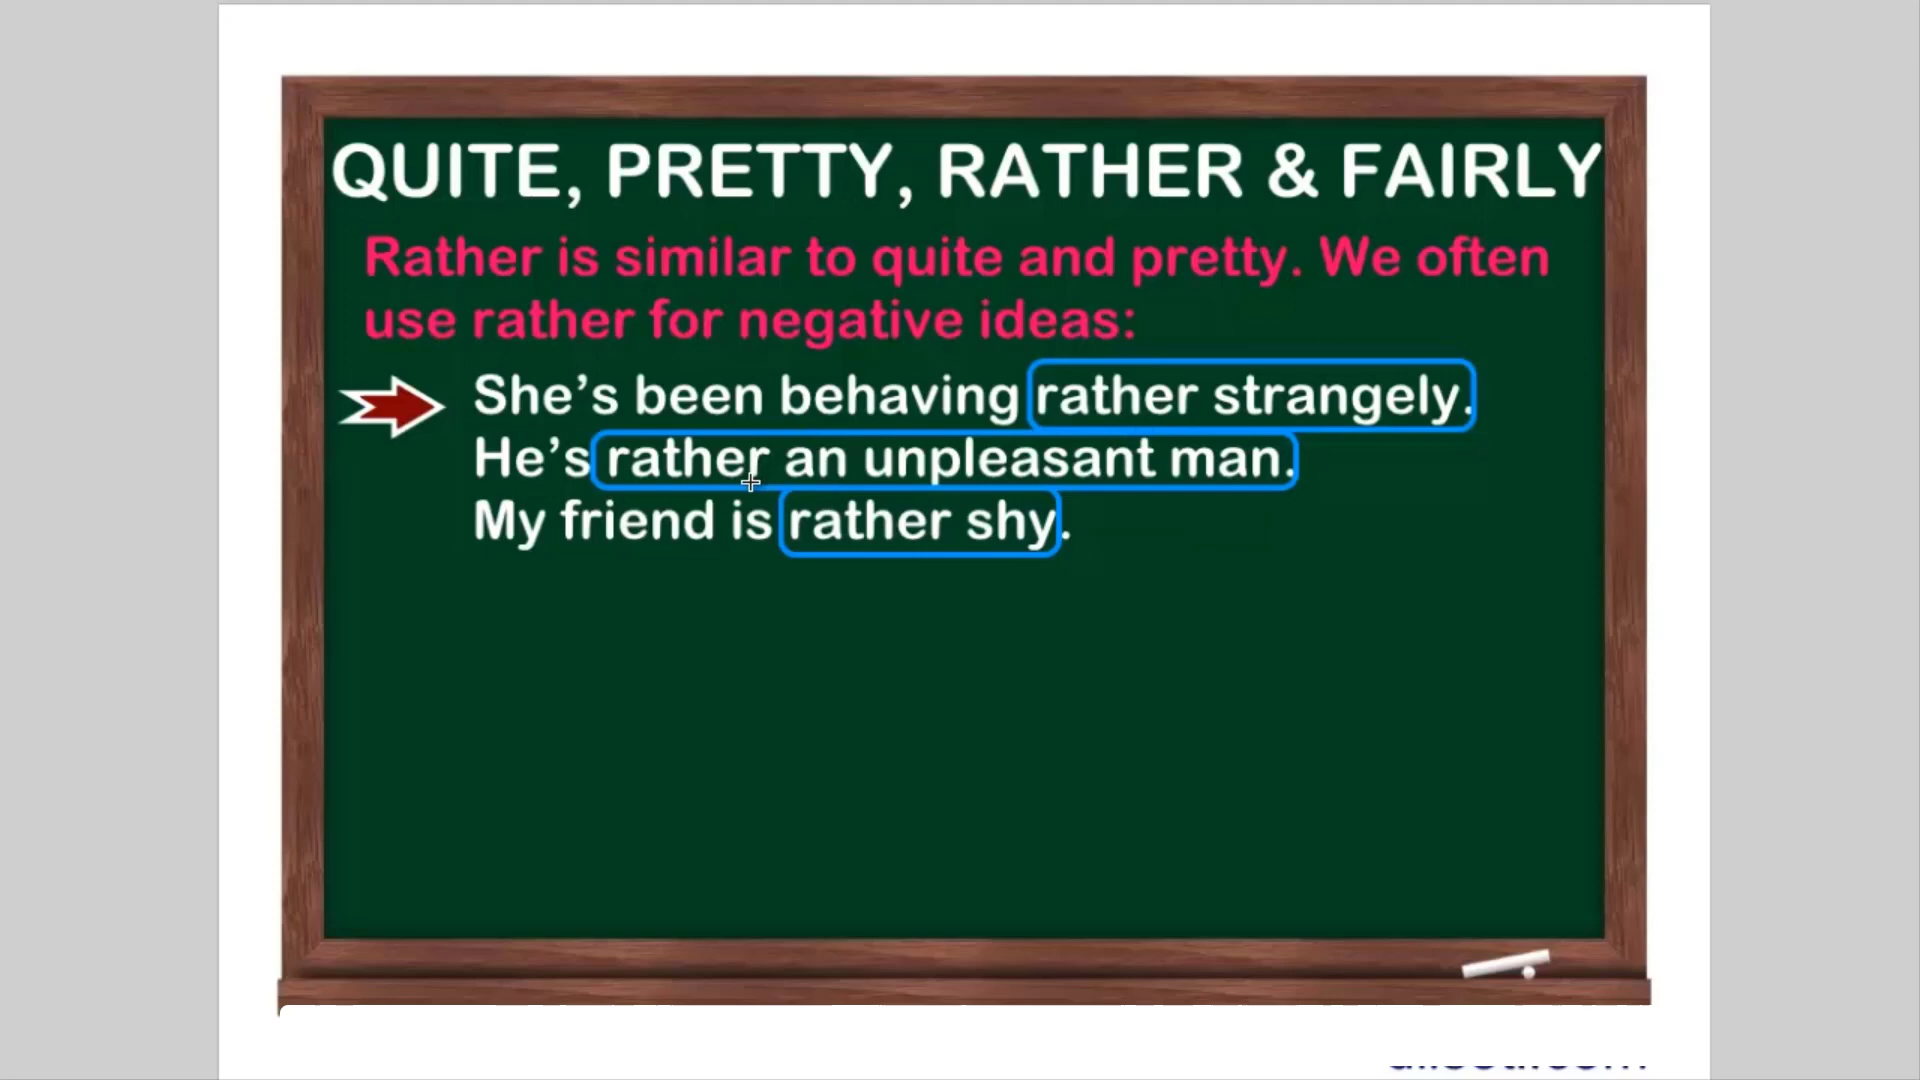 QUITE, PRETTY, RATHER & FAIRLY
Rather is similar to quite and pretty. We often
use rather for negative ideas:
She's been behaving rather strangely.
He's rather an unpleasant man.
My friend is rather shy.